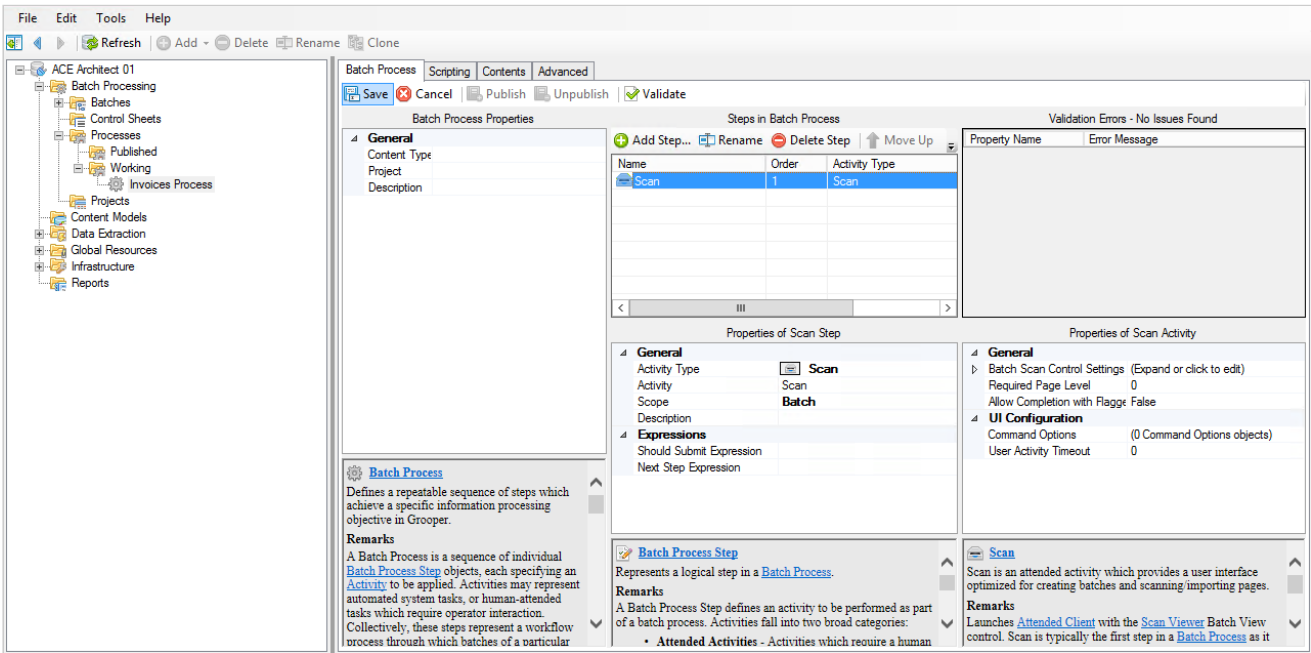 File Edit Tools Help
Refresh Add Delete Rename Clone
ACE Architect 01
Batch Processing
Batches
Control Sheets
Processes
Published
Working
Invoices Process
Projects
Content Models
Data Extraction
Global Resources
Infrastructure
Reports
Batch Process Scripting Contents Advanced
Save Cancel Publish Unpublish Validate
Batch Process Properties
General
Content Type
Project
Description
Batch Process
Defines a repeatable sequence of steps which
achieve a specific information processing
objective in Grooper.
Remarks
A Batch Process is a sequence of individual
Batch Process Step objects, each specifying an
Activity to be applied. Activities may represent
automated system tasks, or human-attended
tasks which require operator interaction.
Collectively, these steps represent a workflow
process through which batches of a particular
Steps in Batch Process
Add Step... Rename Delete Step Move Up
Name Order Activity Type
Scan 1 Scan
Properties of Scan Step
General
Activity Type Scan
Activity Scan
Scope Batch
Description
Expressions
Should Submit Expression
Next Step Expression
Batch Process Step
Represents a logical step in a Batch Process.
Remarks
A Batch Process Step defines an activity to be performed as part
of a batch process. Activities fall into two broad categories:
• Attended Activities - Activities which require a human
Validation Errors - No Issues Found
Property Name Error Message
Properties of Scan Activity
General
Batch Scan Control Settings (Expand or click to edit)
Required Page Level 0
Allow Completion with Flagge False
UI Configuration
Command Options (0 Command Options objects)
User Activity Timeout 0
Scan
Scan is an attended activity which provides a user interface
optimized for creating batches and scanning/importing pages.
Remarks
Launches Attended Client with the Scan Viewer Batch View
control. Scan is typically the first step in a Batch Process as it